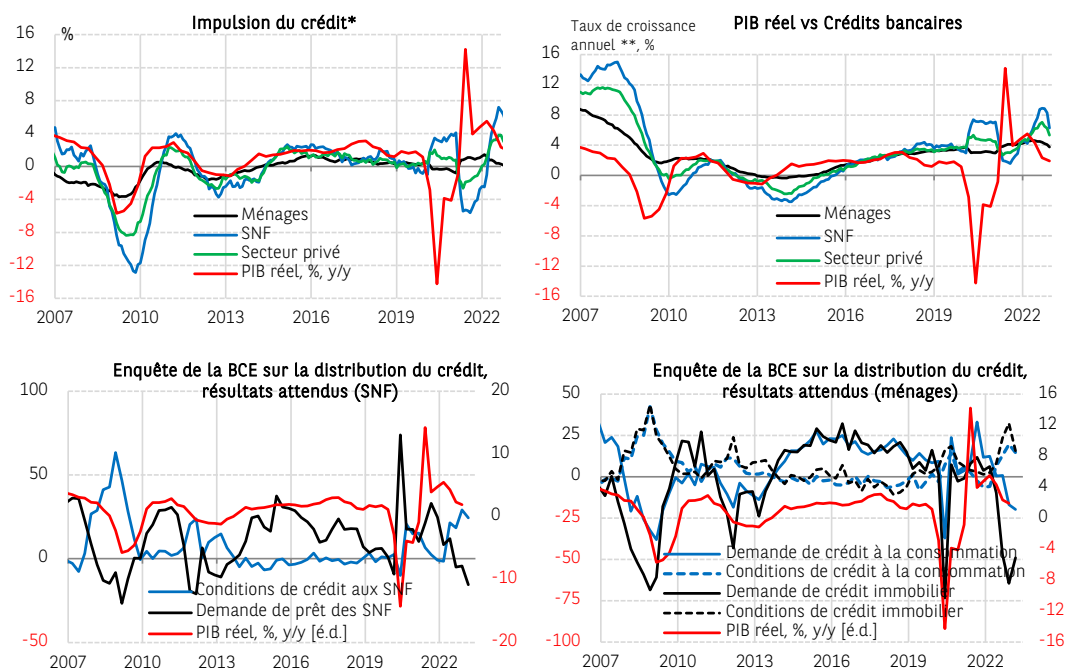 Impulsion du crédit*
%
16
12
8
4
0
-4
-8
-12
-16
Ménages
SNF
Secteur privé
PIB réel, %, y/y
2007 2010 2013 2016 2019 2022
PIB réel vs Crédits bancaires
Taux de croissance
annuel **, %
16
12
8
4
0
-4
-8
-12
-16
Ménages
SNF
Secteur privé
PIB réel, %, y/y
2007 2010 2013 2016 2019 2022
Enquête de la BCE sur la distribution du crédit,
résultats attendus (SNF)
100
50
0
-50
20
10
0
-10
-20
Conditions de crédit aux SNF
Demande de prêt des SNF
PIB réel, %, y/y [é.d.]
2007 2010 2013 2016 2019 2022
Enquête de la BCE sur la distribution du crédit,
résultats attendus (ménages)
50
25
0
-25
-50
-75
-100
16
12
8
4
0
-4
-8
-12
-16
Demande de crédit à la consommation
Conditions de crédit à la consommation
Demande de crédit immobilier
Conditions de crédit immobilier
PIB réel, %, y/y [é.d.]
2007 2010 2013 2016 2019 2022